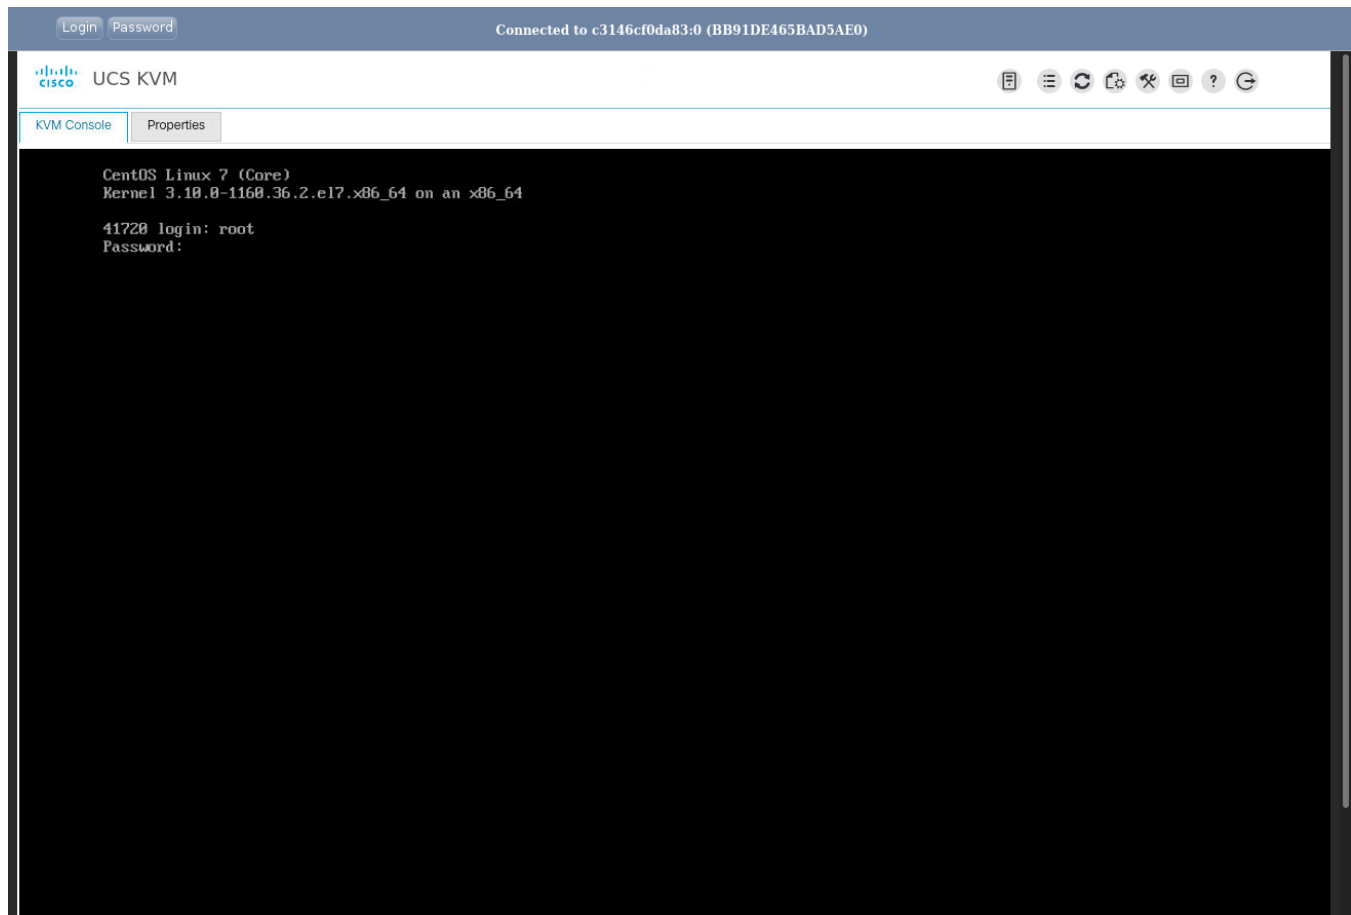 Login Password
Connected to c3146cf0da83:0 (BB91DE465BAD5AE0)
cisco UCS KVM
?
KVM Console Properties
CentOS Linux 7 (Core)
Kernel 3.10.0-1160.36.2.el7.x86_64 on an x86_64
41720 login: root
Password: